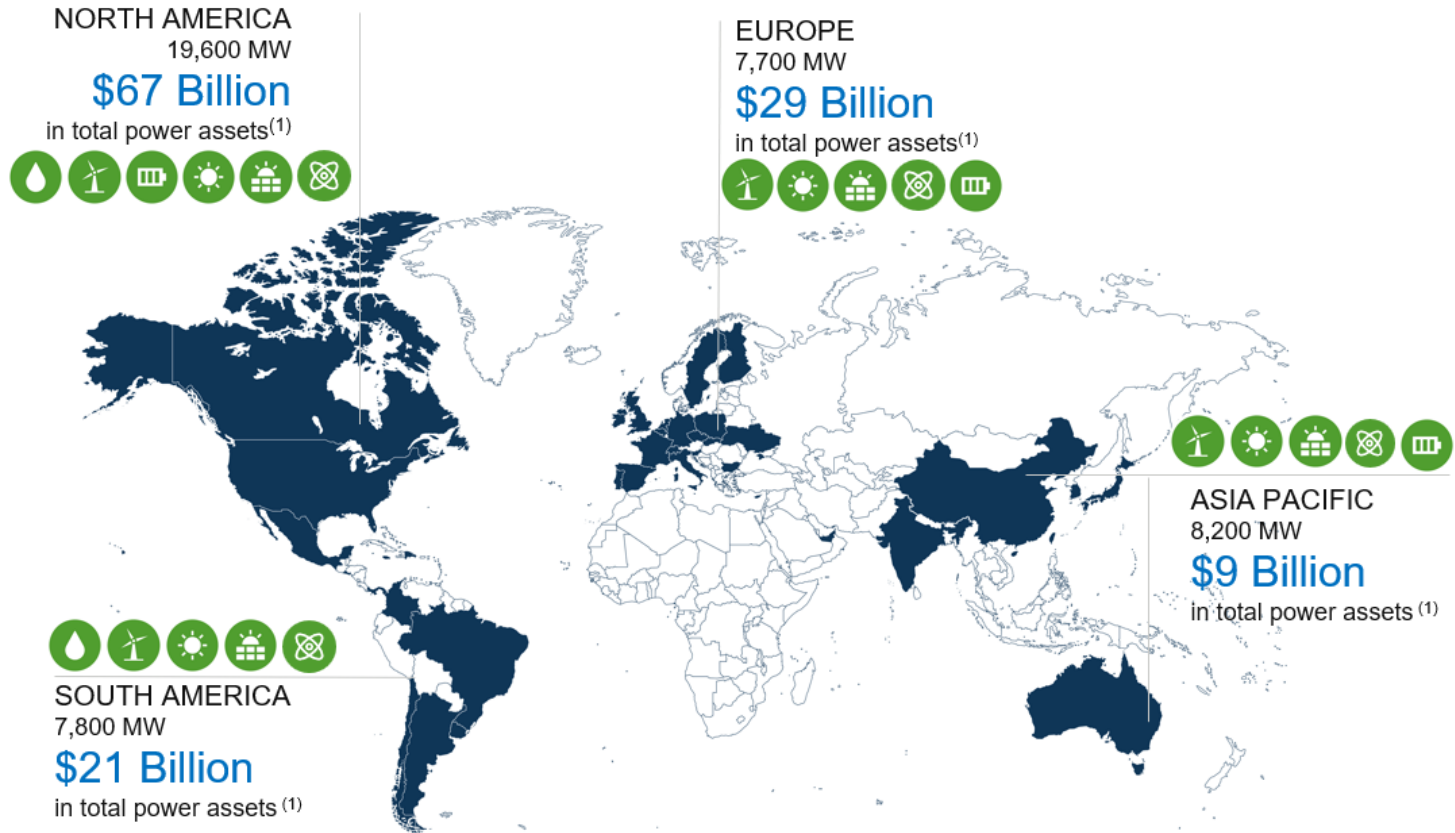 NORTH AMERICA
19,600 MW
$67 Billion
in total power assets(1)
EUROPE
7,700 MW
$29 Billion
in total power assets(1)
ASIA PACIFIC
8,200 MW
$9 Billion
in total power assets (1)
SOUTH AMERICA
7,800 MW
$21 Billion
in total power assets (1)